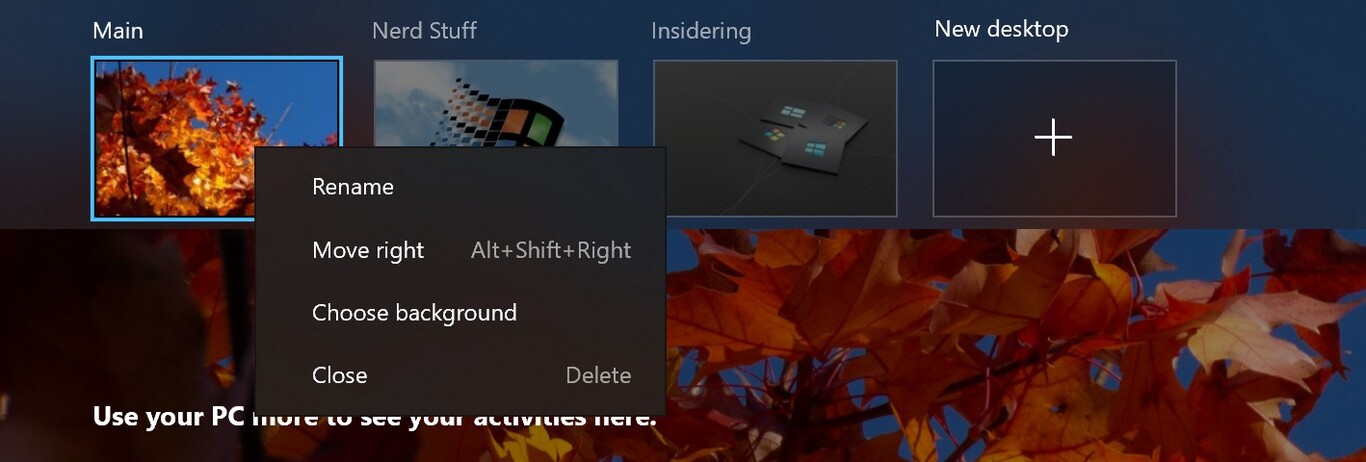 Main
Nerd Stuff
Insidering
New desktop
Rename
Move right Alt+Shift+Right
Choose background
Close Delete
Use your PC more to see your activities here.